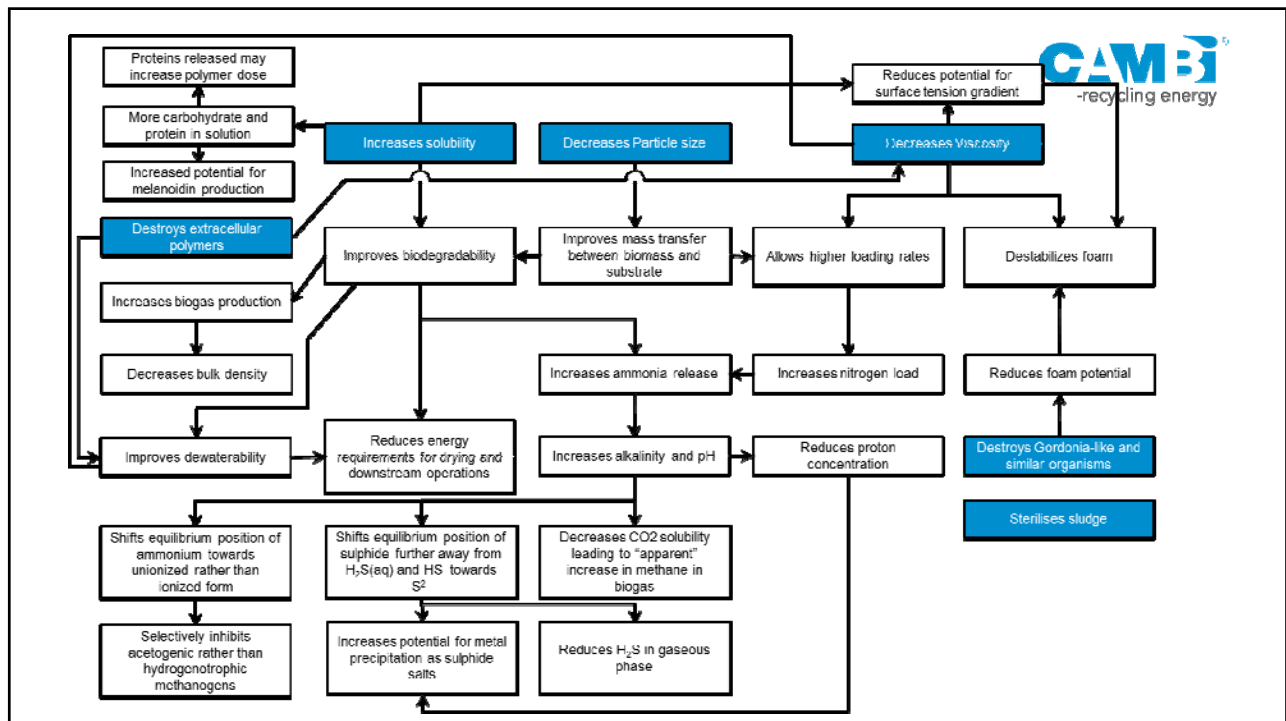 Proteins released may
increase polymer dose
CAMBi®
-recycling energy
Reduces potential for
surface tension gradient
More carbohydrate and
protein in solution
Increases solubility
Decreases Particle size
Decreases Viscosity
Increased potential for
melanoidin production
Destroys extracellular
polymers
Improves biodegradability
Improves mass transfer
between biomass and
substrate
Allows higher loading rates
Destabilizes foam
Increases biogas production
Decreases bulk density
Increases ammonia release
Increases nitrogen load
Reduces foam potential
Improves dewaterability
Reduces energy
requirements for drying and
downstream operations
Increases alkalinity and pH
Reduces proton
concentration
Destroys Gordonia-like and
similar organisms
Sterilises sludge
Shifts equilibrium position of
ammonium towards
unionized rather than
ionized form
Shifts equilibrium position of
sulphide further away from
H₂S(aq) and HS towards
S²
Decreases CO2 solubility
leading to “apparent”
increase in methane in
biogas
Selectively inhibits
acetogenic rather than
hydrogenotrophic
methanogens
Increases potential for metal
precipitation as sulphide
salts
Reduces H₂S in gaseous
phase